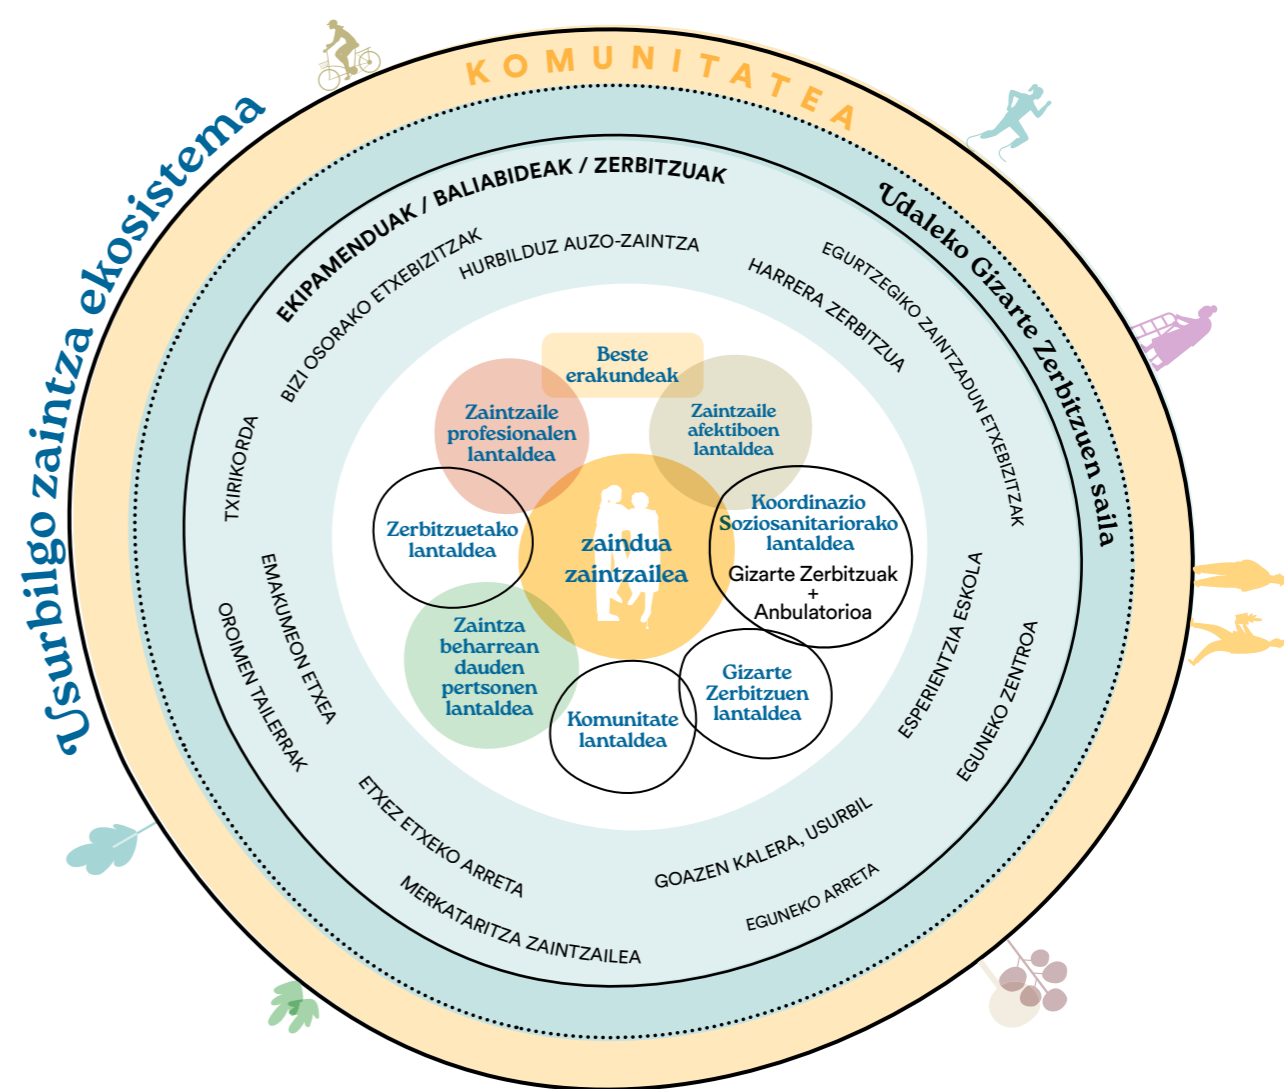 Usurbilgo zaintza ekosistema
KOMUNITATEA
Udaleko Gizarte Zerbitzuen saila
EKIPAMENDUAK / BALIABIDEAK / ZERBITZUAK
BIZI OSORAKO ETXEBIZITZAK
HURBILDUZ AUZO-ZAINTZA
HARRERA ZERBITZUA
EGURTZEGIKO ZAINTZADUN ETXEBIZITZAK
TXIRIKORDA
EMAKUMEON ETXEA
OROIMEN TAILERRAK
ETXEZ ETXEKO ARRETA
MERKATARITZA ZAINTZAILEA
GOAZEN KALERA, USURBIL
EGUNEKO ARRETA
ESPERIENTZIA ESKOLA
EGUNEKO ZENTROA
Beste
erakundeak
Zaintzaile
profesionalen
lantaldea
Zaintzaile
afektiboen
lantaldea
Zerbitzuetako
lantaldea
zaindua
zaintzailea
Koordinazio
Soziosanitariorako
lantaldea
Gizarte Zerbitzuak
+
Anbulatorioa
Zaintza
beharrean
dauden
pertsonen
lantaldea
Komunitate
lantaldea
Gizarte
Zerbitzuen
lantaldea